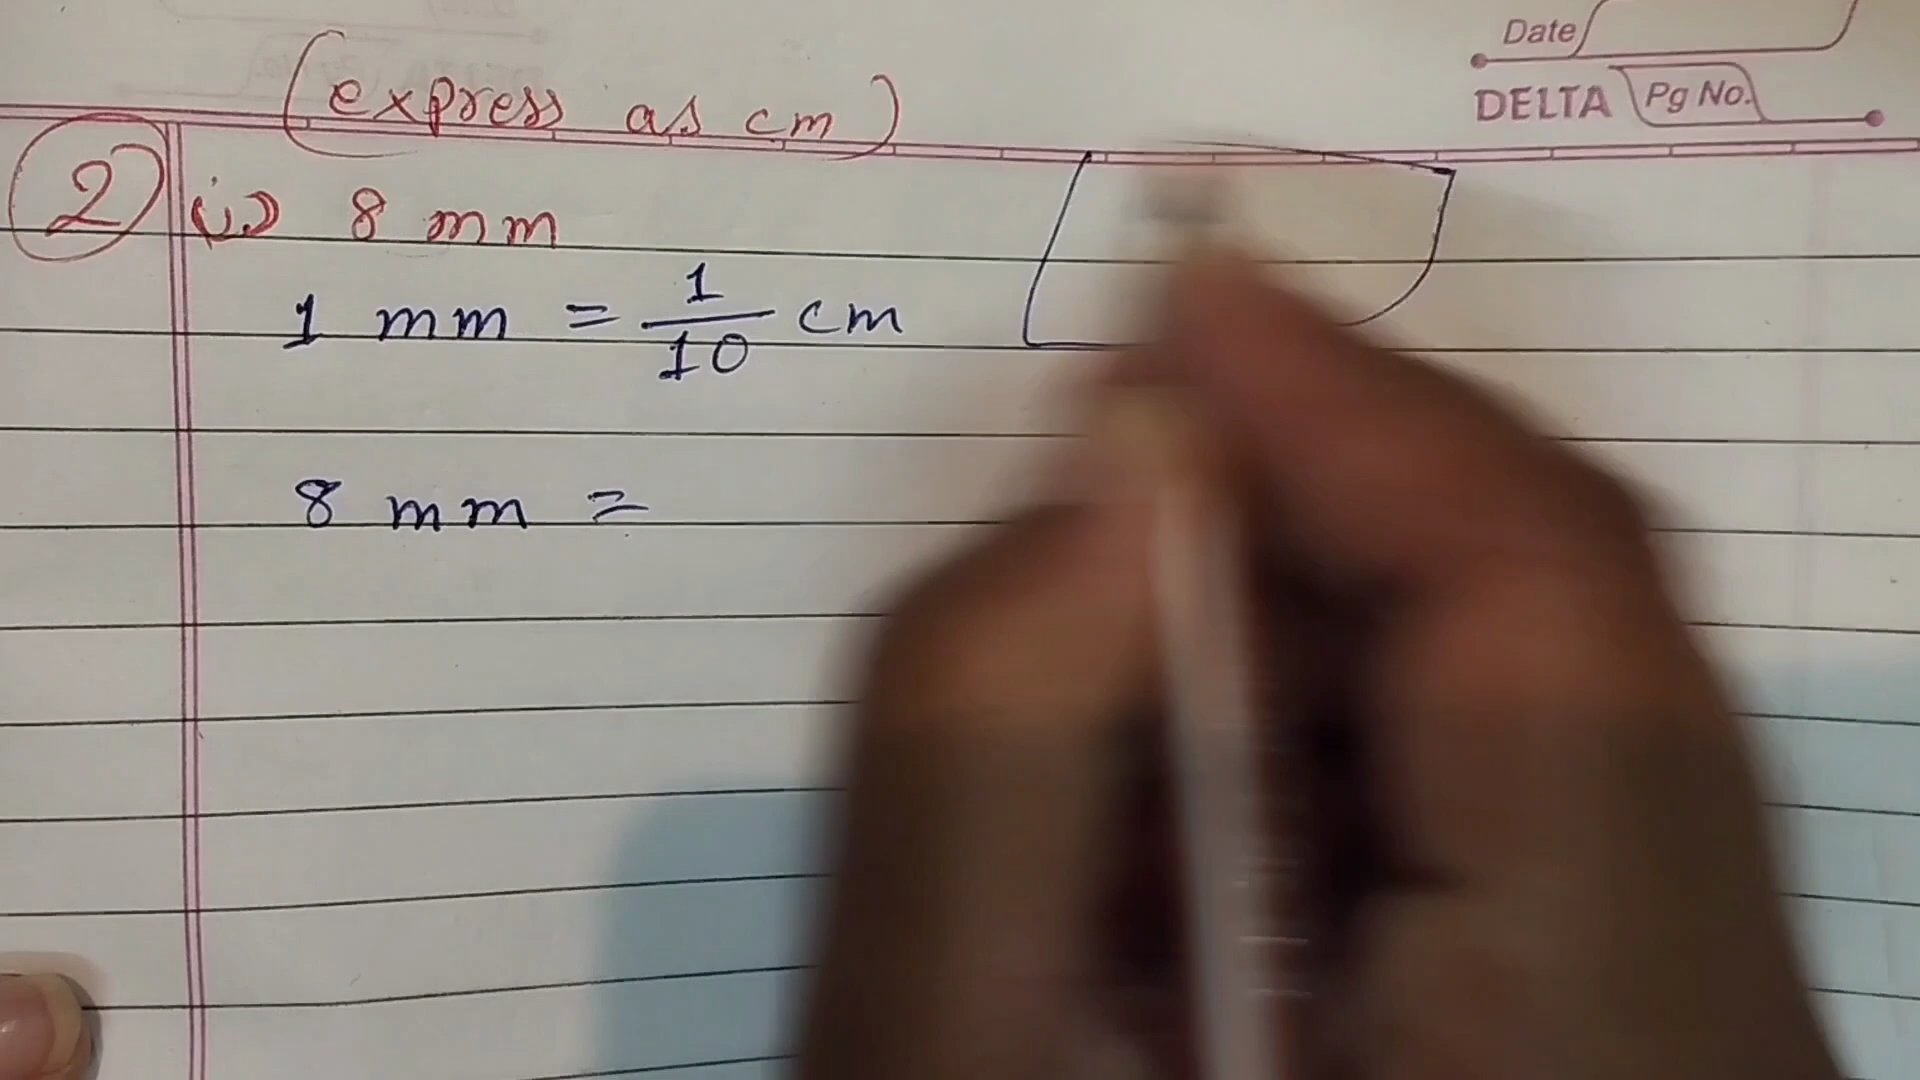 Date
DELTA Pg No.
(express as cm)
2 (i) 8 mm
1 mm = 1/10 cm
8 mm =